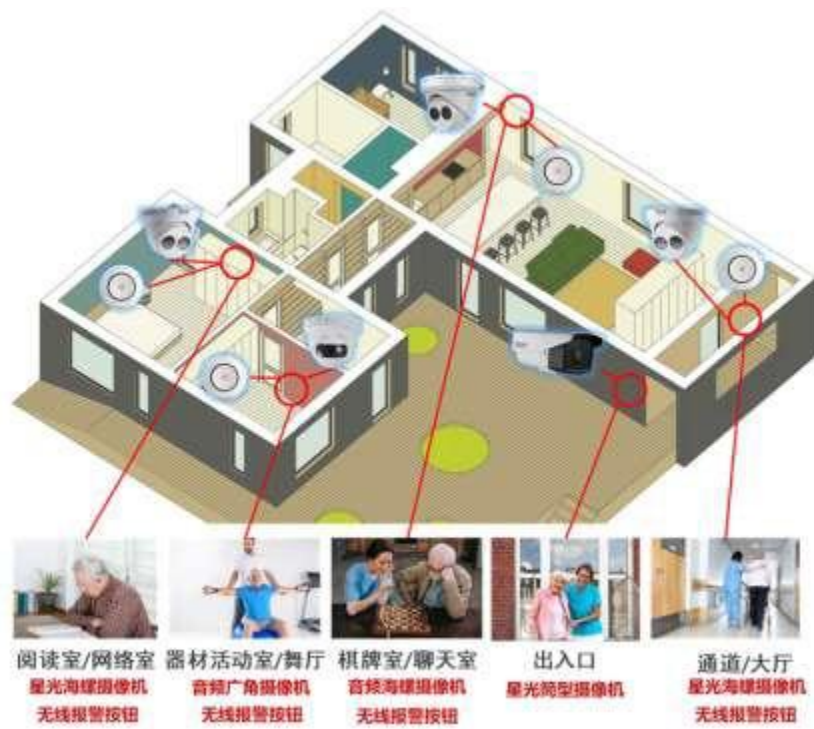 阅读室/网络室
星光海螺摄像机
无线报警按钮
器材活动室/舞厅
音频广角摄像机
无线报警按钮
棋牌室/聊天室
音频海螺摄像机
无线报警按钮
出入口
星光筒型摄像机
通道/大厅
星光海螺摄像机
无线报警按钮